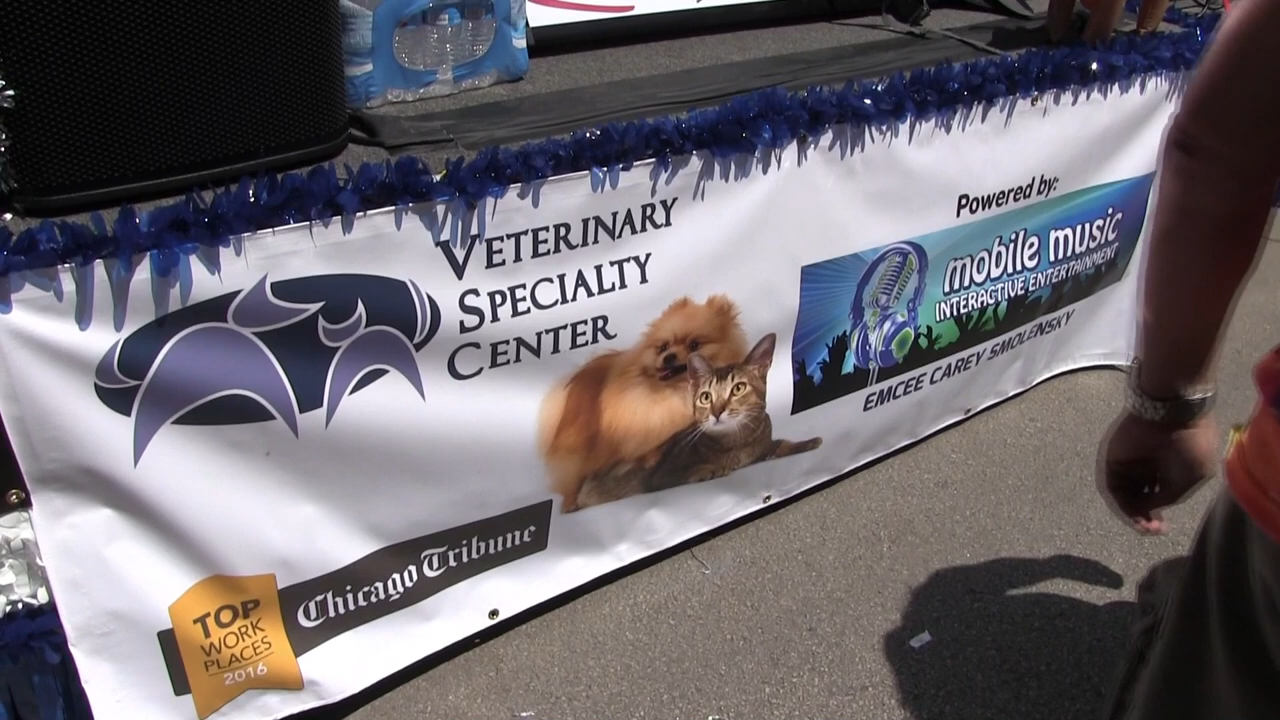 VETERINARY
SPECIALTY
CENTER
Powered by:
mobile music
INTERACTIVE ENTERTAINMENT
EMCEE CAREY SMOLENSKY
Chicago Tribune
TOP
WORK
PLACES
2016